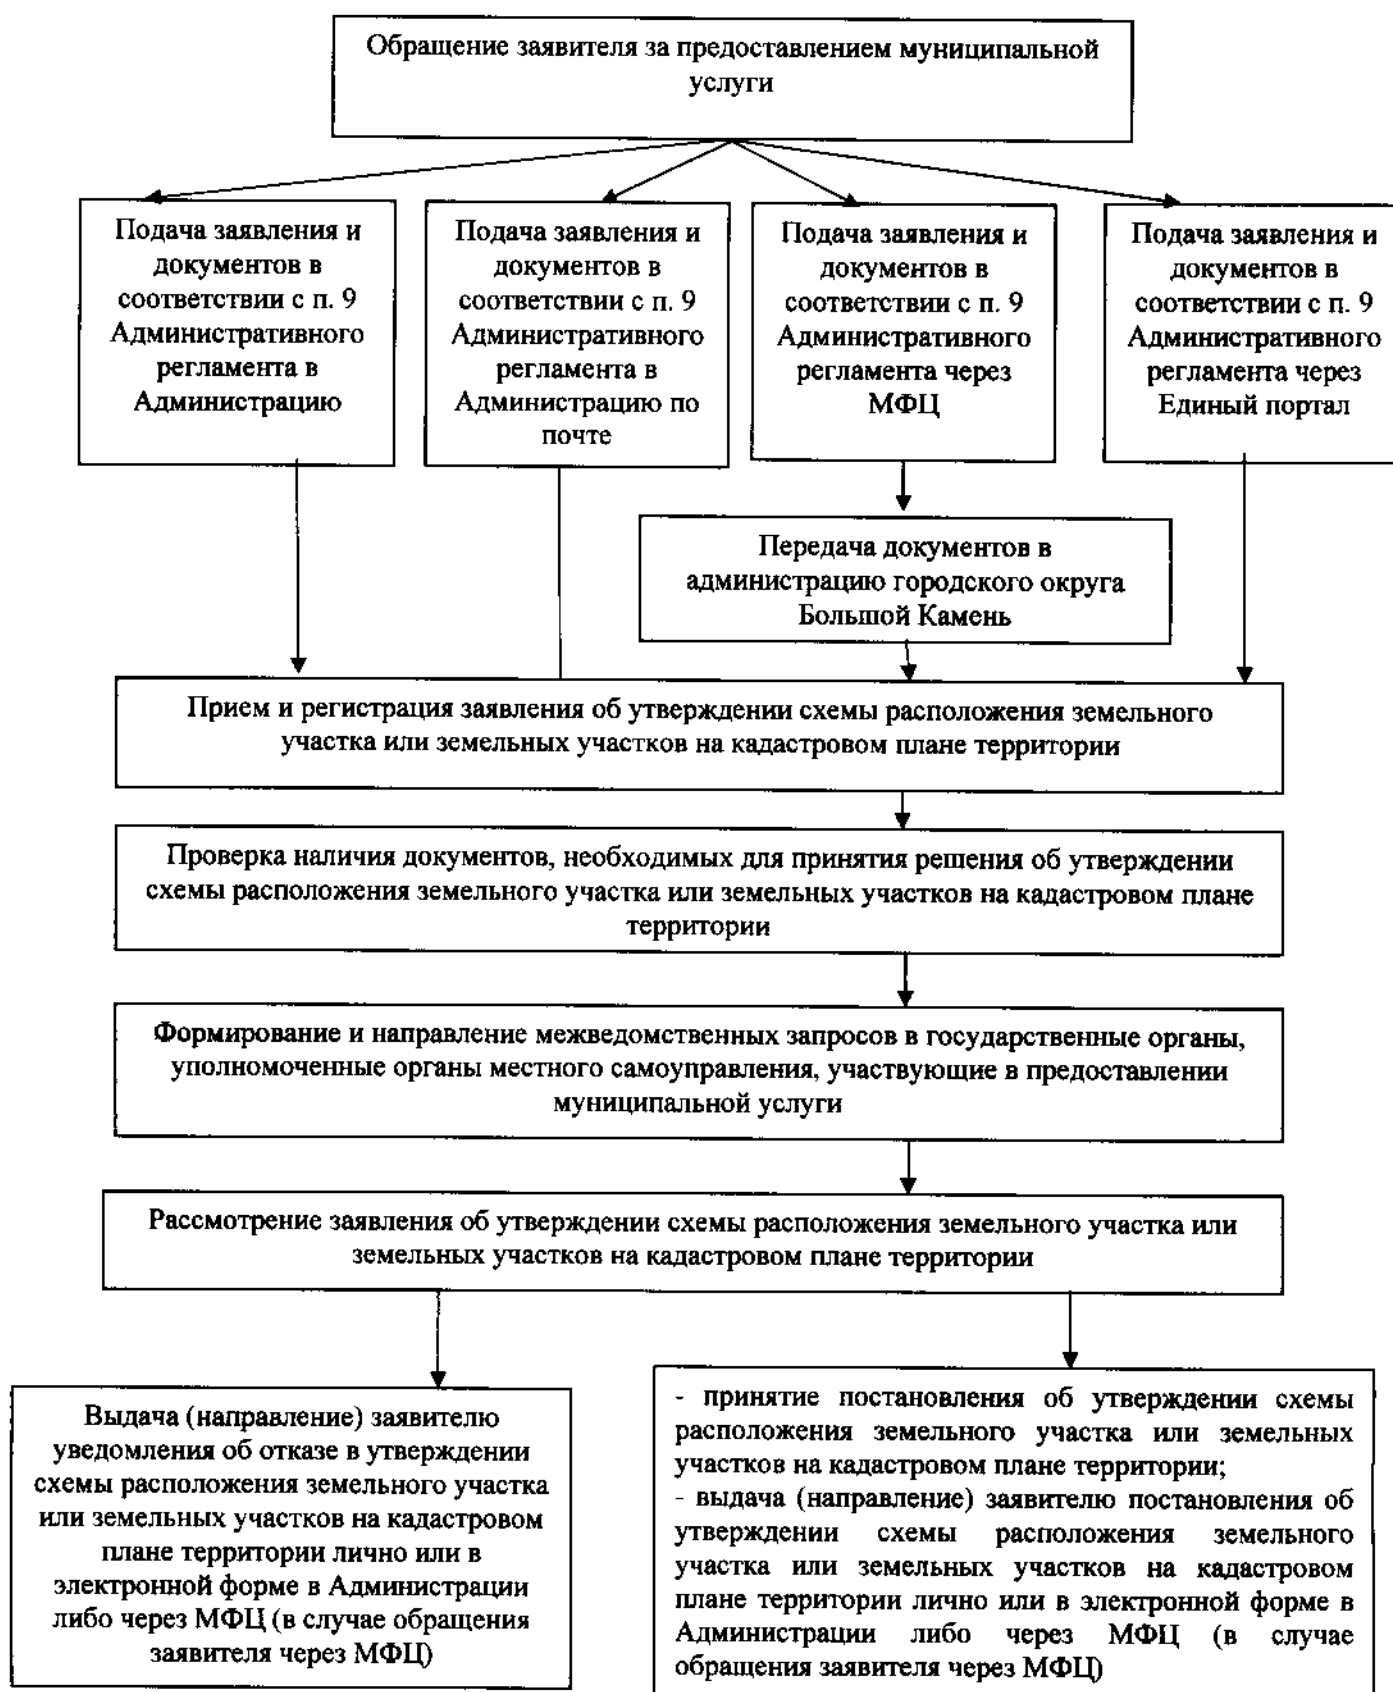 Обращение заявителя за предоставлением муниципальной
услуги
Подача заявления и
документов в
соответствии с п. 9
Административного
регламента в
Администрацию
Подача заявления и
документов в
соответствии с п. 9
Административного
регламента в
Администрацию по
почте
Подача заявления и
документов в
соответствии с п. 9
Административного
регламента через
МФЦ
Подача заявления и
документов в
соответствии с п. 9
Административного
регламента через
Единый портал
Передача документов в
администрацию городского округа
Большой Камень
Прием и регистрация заявления об утверждении схемы расположения земельного
участка или земельных участков на кадастровом плане территории
Проверка наличия документов, необходимых для принятия решения об утверждении
схемы расположения земельного участка или земельных участков на кадастровом плане
территории
Формирование и направление межведомственных запросов в государственные органы,
уполномоченные органы местного самоуправления, участвующие в предоставлении
муниципальной услуги
Рассмотрение заявления об утверждении схемы расположения земельного участка или
земельных участков на кадастровом плане территории
Выдача (направление) заявителю
уведомления об отказе в утверждении
схемы расположения земельного участка
или земельных участков на кадастровом
плане территории лично или в
электронной форме в Администрации
либо через МФЦ (в случае обращения
заявителя через МФЦ)
- принятие постановления об утверждении схемы
расположения земельного участка или земельных
участков на кадастровом плане территории;
- выдача (направление) заявителю постановления об
утверждении схемы расположения земельного
участка или земельных участков на кадастровом
плане территории лично или в электронной форме в
Администрации либо через МФЦ (в случае
обращения заявителя через МФЦ)